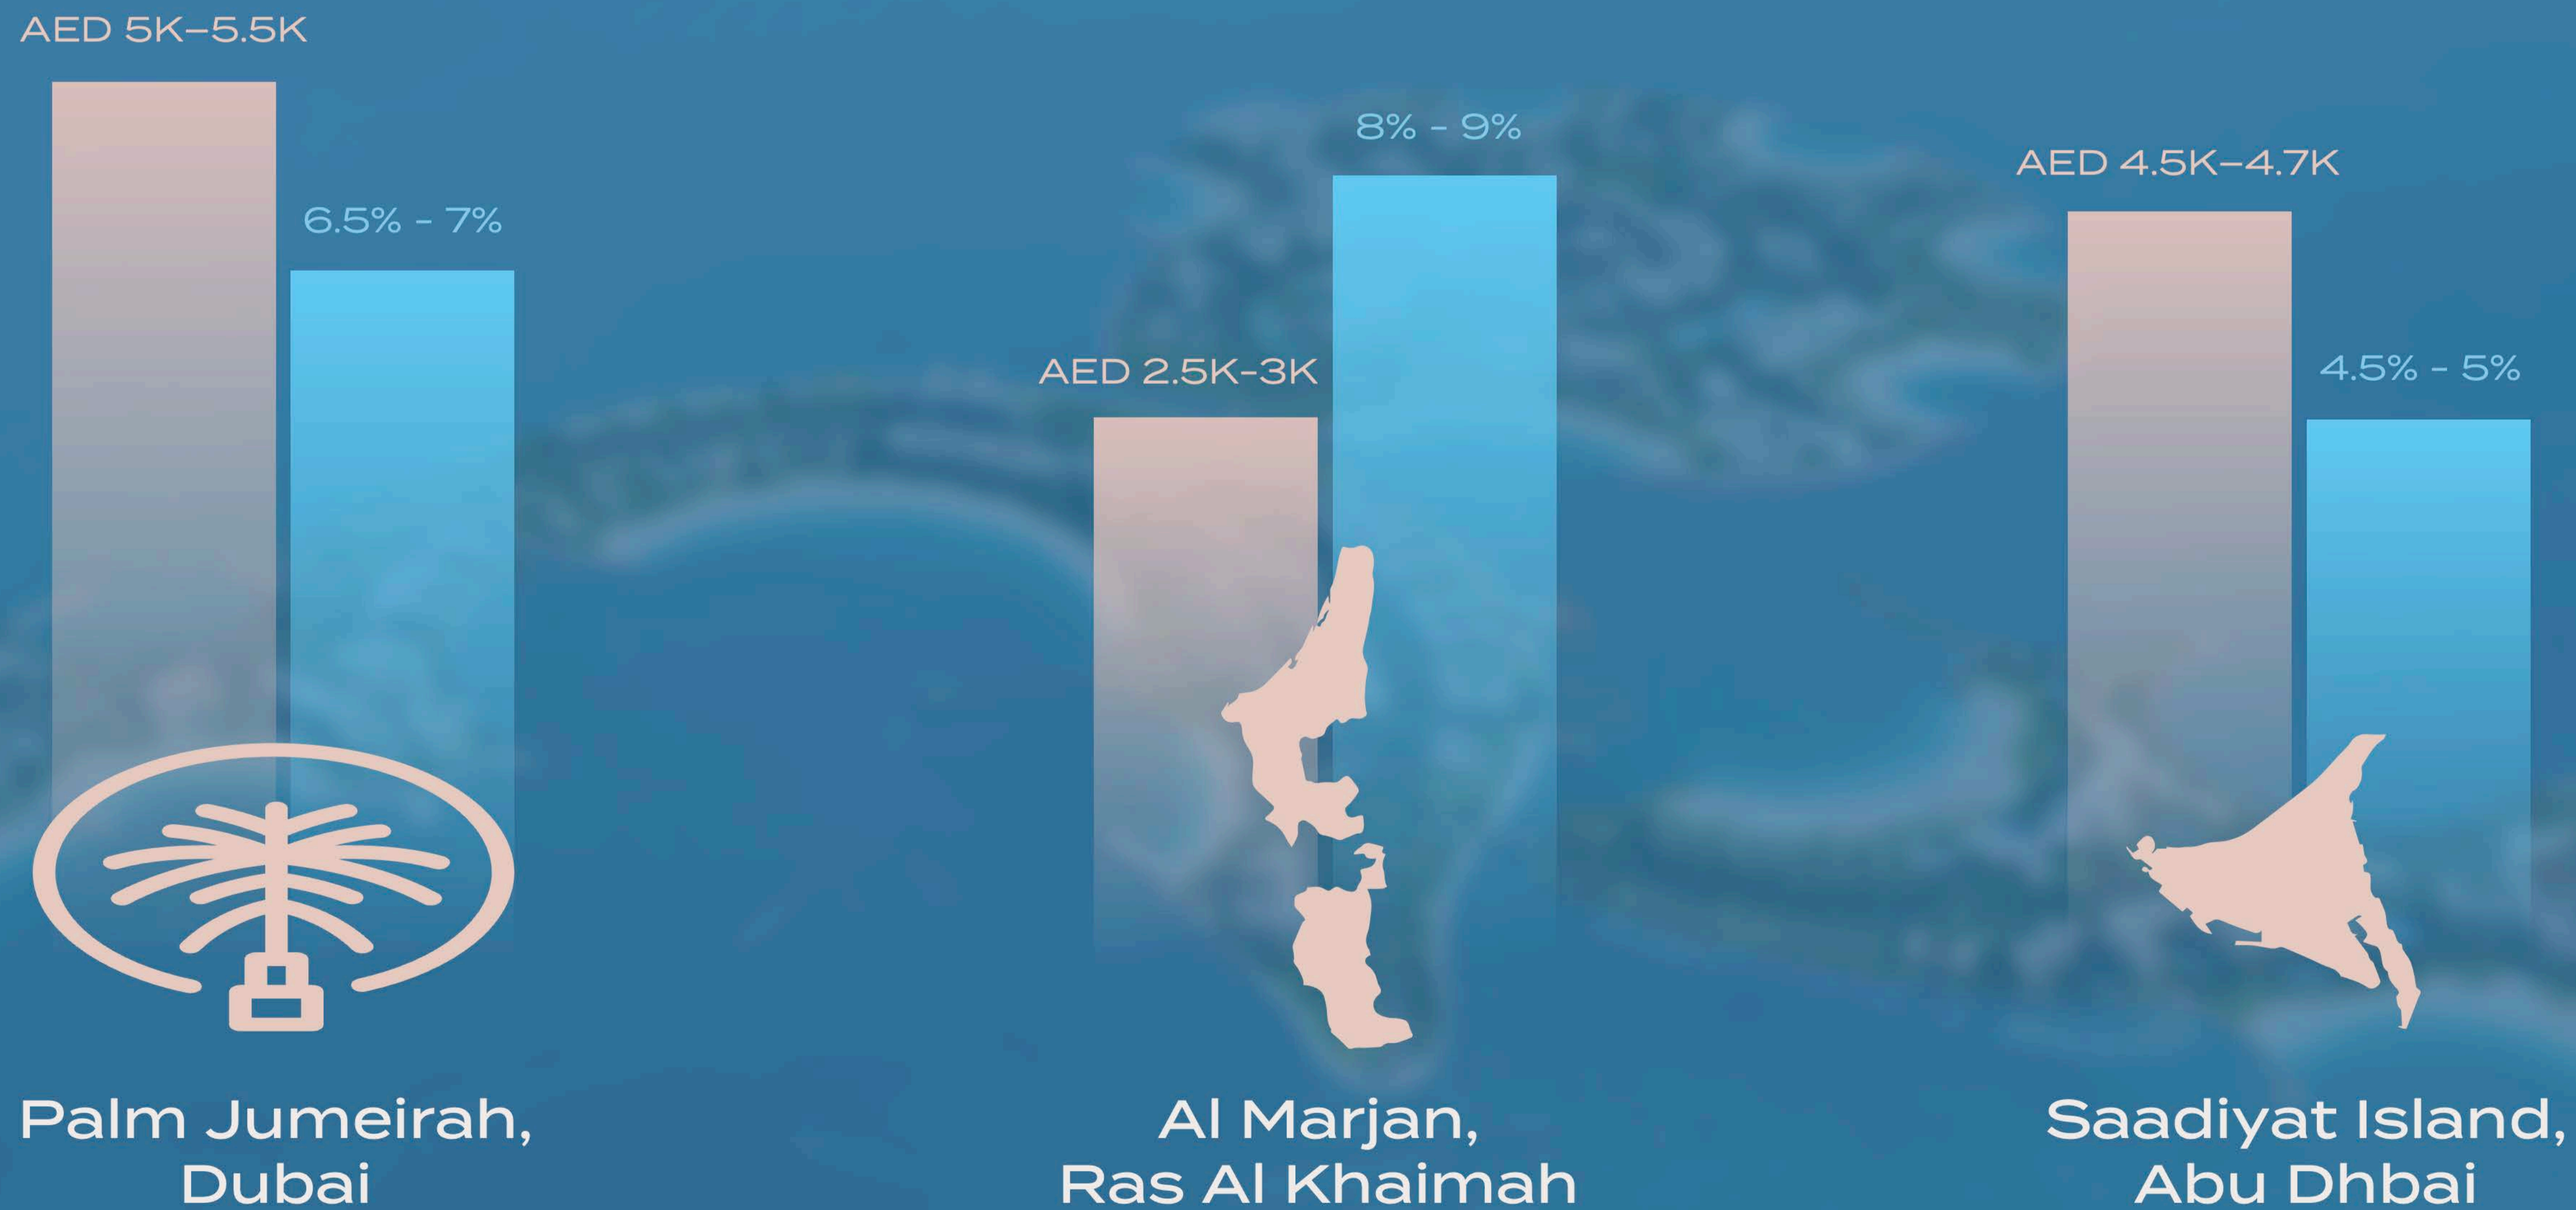 AED 5K–5.5K
6.5% - 7%
Palm Jumeirah,
Dubai
8% - 9%
AED 2.5K-3K
Al Marjan,
Ras Al Khaimah
AED 4.5K–4.7K
4.5% - 5%
Saadiyat Island,
Abu Dhbai